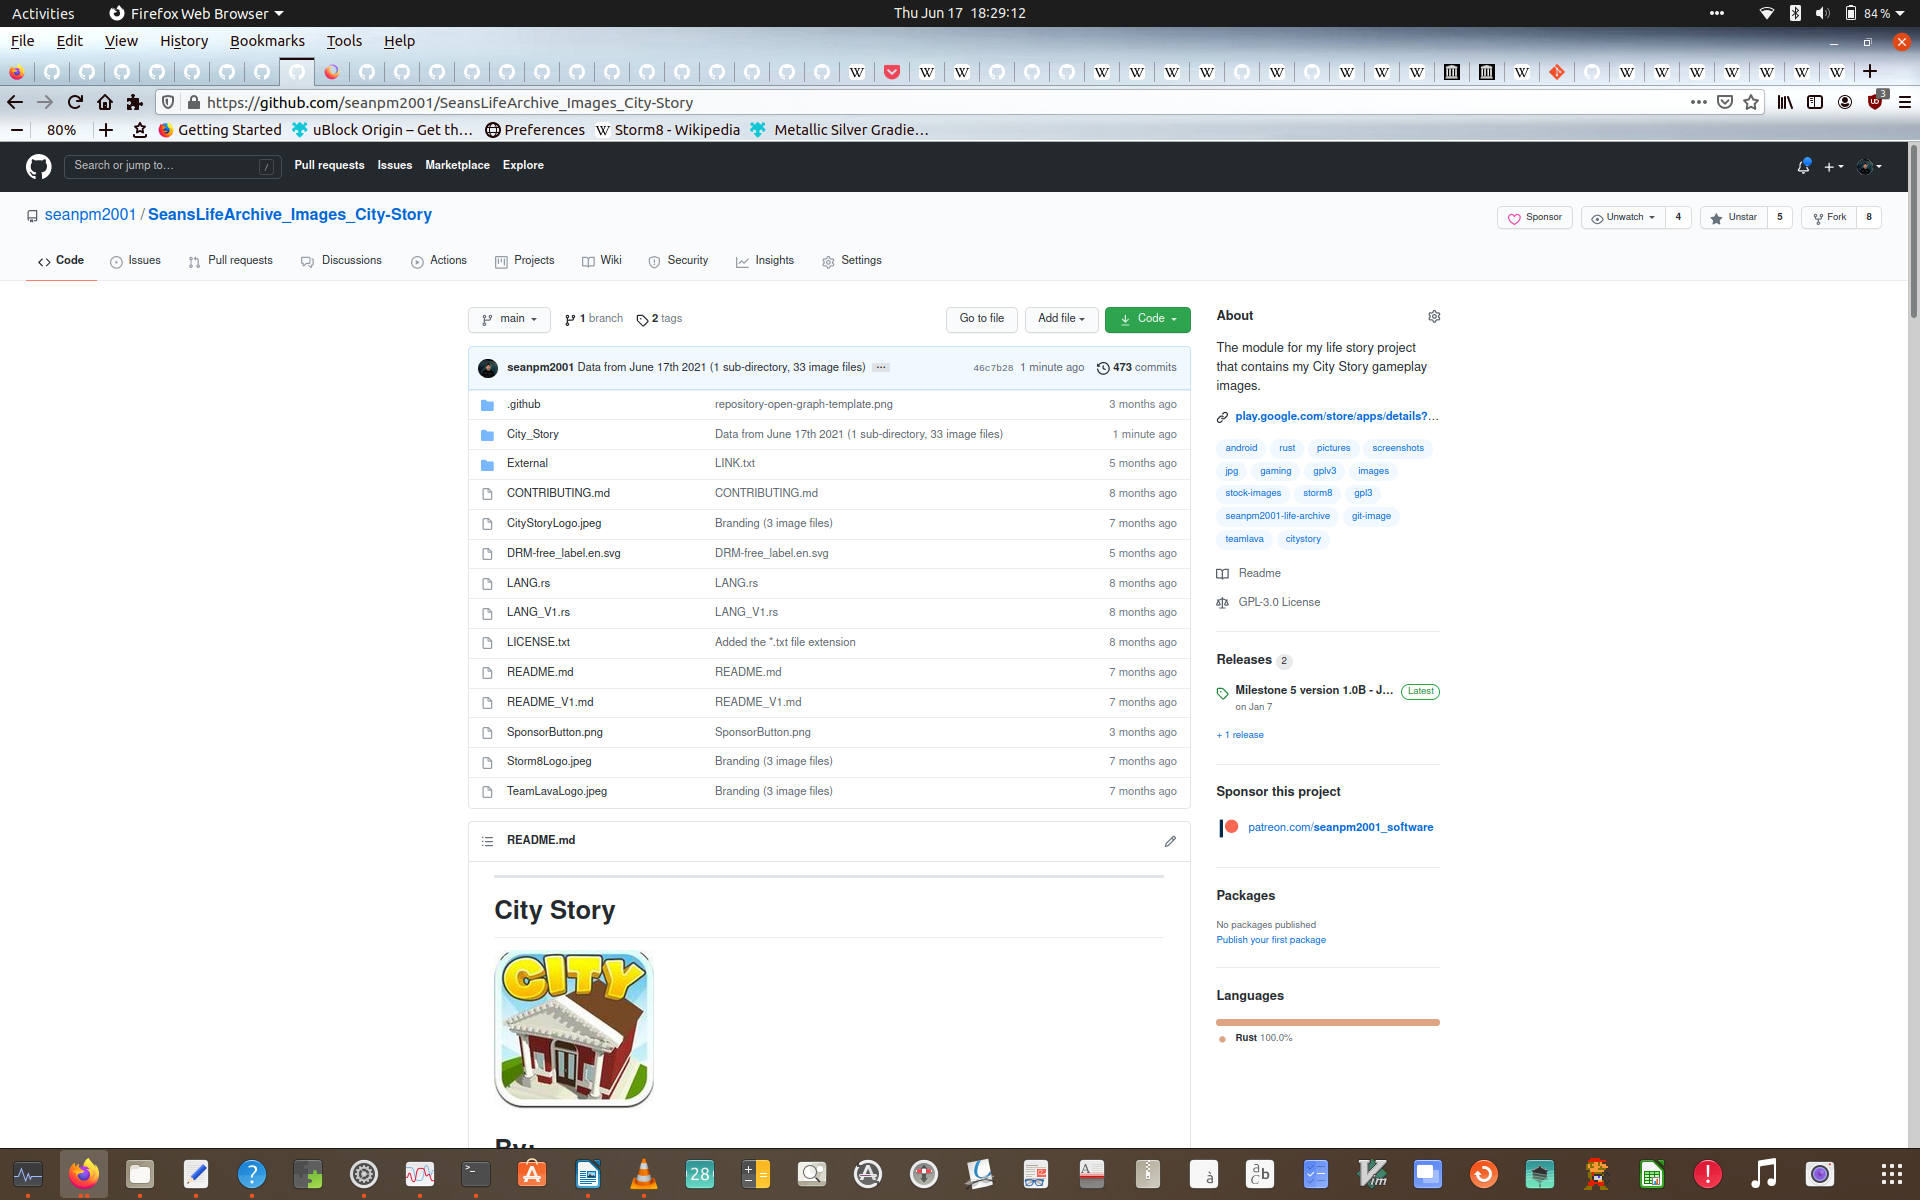 Activities Firefox Web Browser Thu Jun 17 18:29:12 84 %
File Edit View History Bookmarks Tools Help
https://github.com/seanpm2001/SeansLifeArchive_Images_City-Story 3
80% Getting Started uBlock Origin – Get th… Preferences Storm8 - Wikipedia Metallic Silver Gradie…
Search or jump to… / Pull requests Issues Marketplace Explore
seanpm2001 / SeansLifeArchive_Images_City-Story Sponsor Unwatch 4 Unstar 5 Fork 8
Code Issues Pull requests Discussions Actions Projects Wiki Security Insights Settings
main 1 branch 2 tags Go to file Add file Code
seanpm2001 Data from June 17th 2021 (1 sub-directory, 33 image files) … 46c7b28 1 minute ago 473 commits
.github repository-open-graph-template.png 3 months ago
City_Story Data from June 17th 2021 (1 sub-directory, 33 image files) 1 minute ago
External LINK.txt 5 months ago
CONTRIBUTING.md CONTRIBUTING.md 8 months ago
CityStoryLogo.jpeg Branding (3 image files) 7 months ago
DRM-free_label.en.svg DRM-free_label.en.svg 5 months ago
LANG.rs LANG.rs 8 months ago
LANG_V1.rs LANG_V1.rs 8 months ago
LICENSE.txt Added the *.txt file extension 8 months ago
README.md README.md 7 months ago
README_V1.md README_V1.md 7 months ago
SponsorButton.png SponsorButton.png 3 months ago
Storm8Logo.jpeg Branding (3 image files) 7 months ago
TeamLavaLogo.jpeg Branding (3 image files) 7 months ago
README.md
City Story
CITY
By:
About
The module for my life story project
that contains my City Story gameplay
images.
play.google.com/store/apps/details?…
android rust pictures screenshots
jpg gaming gplv3 images
stock-images storm8 gpl3
seanpm2001-life-archive git-image
teamlava citystory
Readme
GPL-3.0 License
Releases 2
Milestone 5 version 1.0B - J… Latest
on Jan 7
+ 1 release
Sponsor this project
patreon.com/seanpm2001_software
Packages
No packages published
Publish your first package
Languages
Rust 100.0%
28